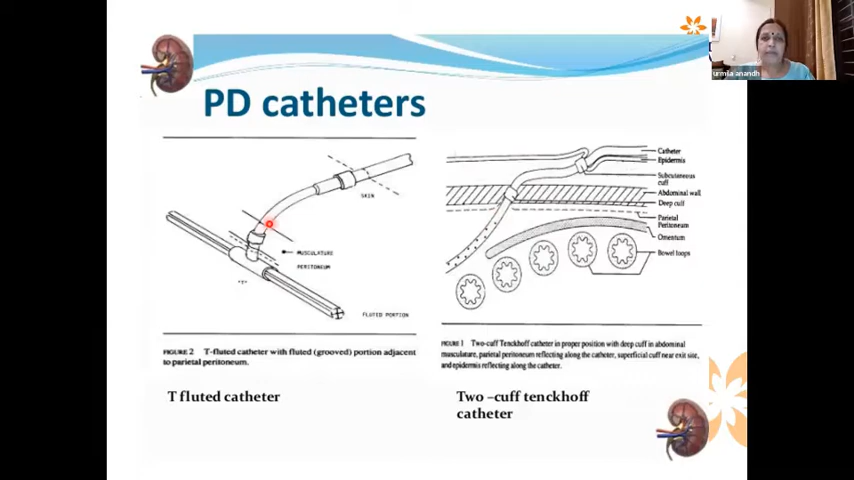 urmila anandh
PD catheters
SKIN
MUSCULATURE
PERITONEUM
"T"
FLUTED PORTION
FIGURE 2 T-fluted catheter with fluted (grooved) portion adjacent
to parietal peritoneum.
T fluted catheter
Catheter
Epidermis
Subcutaneous
cuff
Abdominal wall
Deep cuff
Parietal
Peritoneum
Omentum
Bowel loops
FIGURE 1 Two-cuff Tenckhoff catheter in proper position with deep cuff in abdominal
musculature, parietal peritoneum reflecting along the catheter, superficial cuff near exit site,
and epidermis reflecting along the catheter.
Two –cuff tenckhoff
catheter